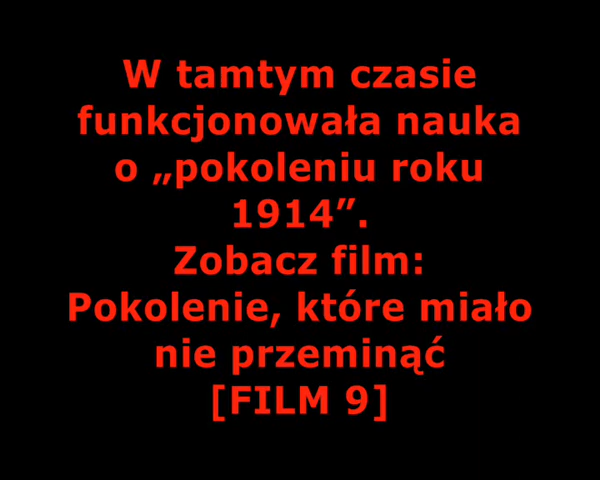 W tamtym czasie
funkcjonowała nauka
o „pokoleniu roku
1914”.
Zobacz film:
Pokolenie, które miało
nie przeminąć
[FILM 9]